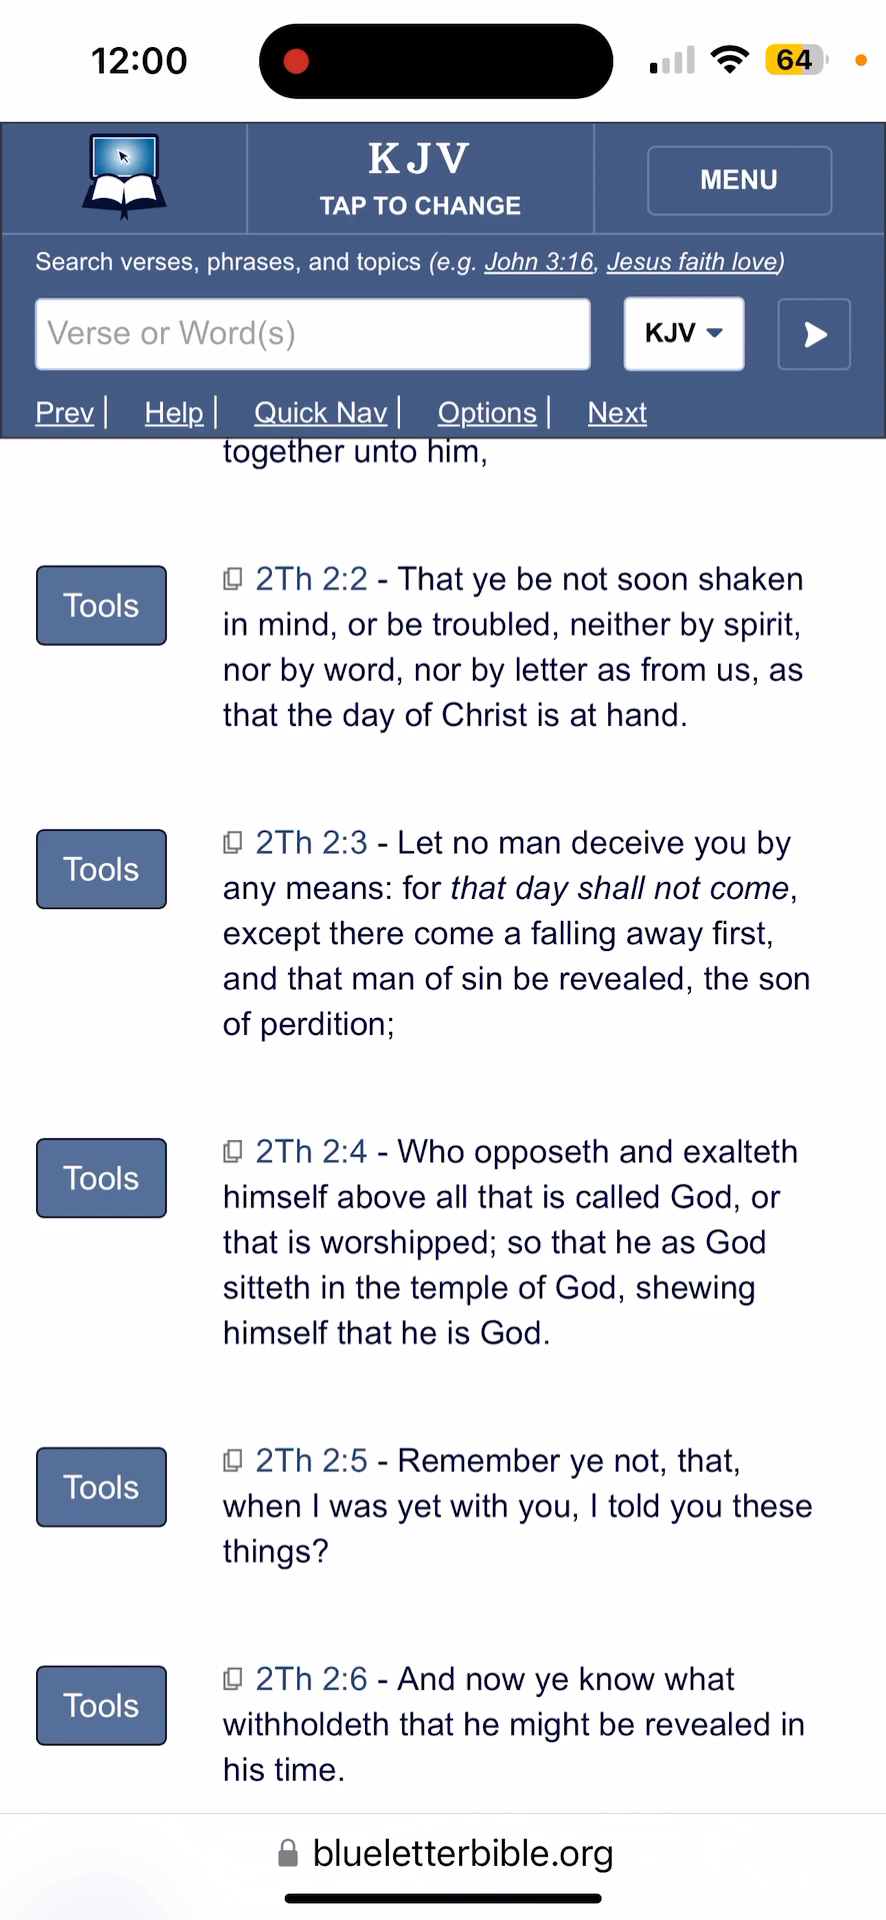 12:00
64
KJV
TAP TO CHANGE
MENU
Search verses, phrases, and topics (e.g. John 3:16, Jesus faith love)
Verse or Word(s)
KJV
Prev| Help| Quick Nav| Options| Next
together unto him,
Tools
2Th 2:2 - That ye be not soon shaken
in mind, or be troubled, neither by spirit,
nor by word, nor by letter as from us, as
that the day of Christ is at hand.
Tools
2Th 2:3 - Let no man deceive you by
any means: for that day shall not come,
except there come a falling away first,
and that man of sin be revealed, the son
of perdition;
Tools
2Th 2:4 - Who opposeth and exalteth
himself above all that is called God, or
that is worshipped; so that he as God
sitteth in the temple of God, shewing
himself that he is God.
Tools
2Th 2:5 - Remember ye not, that,
when I was yet with you, I told you these
things?
Tools
2Th 2:6 - And now ye know what
withholdeth that he might be revealed in
his time.
blueletterbible.org